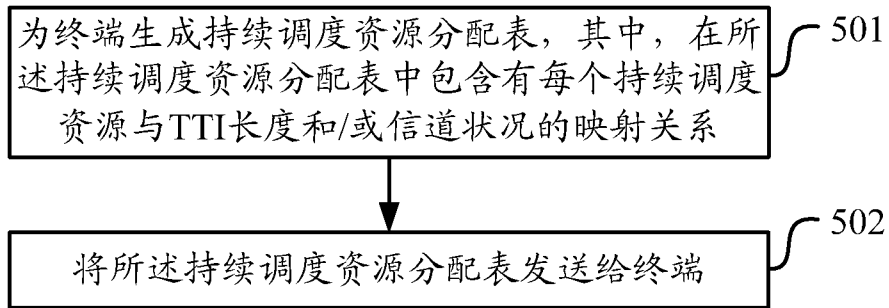 为终端生成持续调度资源分配表，其中，在所
述持续调度资源分配表中包含有每个持续调度
资源与TTI长度和/或信道状况的映射关系
501
将所述持续调度资源分配表发送给终端
502